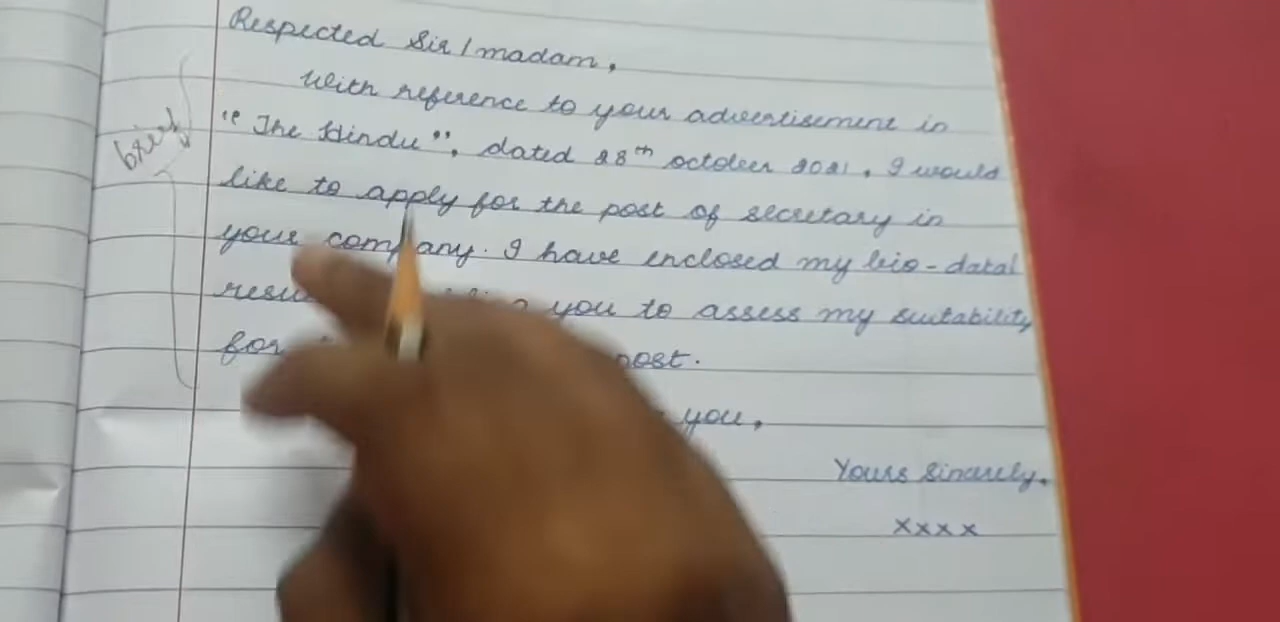 Respected Sir/madam,
With reference to your advertisement in
"The Hindu", dated 28th october 2021, I would
like to apply for the post of secretary in
your company. I have enclosed my bio-data/
you to assess my suitability
for post.
you,
Yours Sincerely.
xxxx
brief